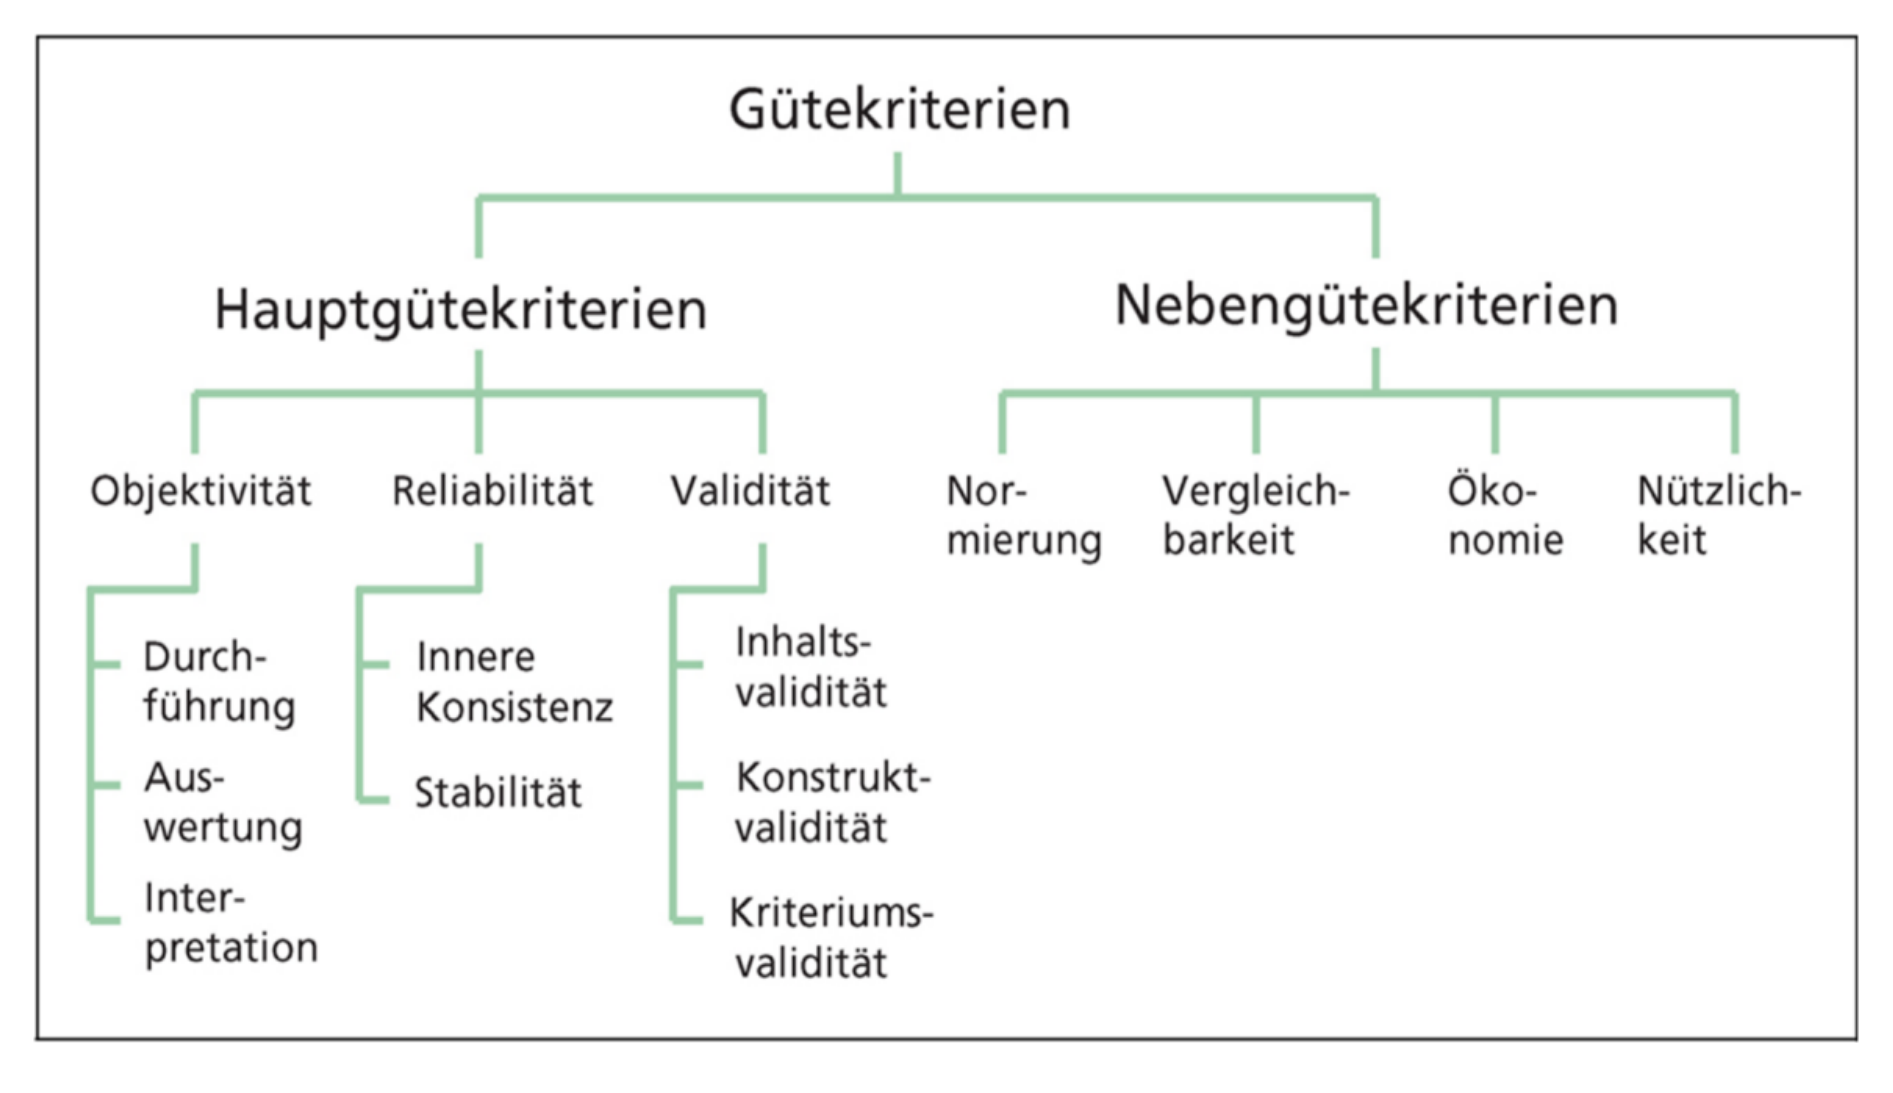 Gütekriterien
Hauptgütekriterien
Nebengütekriterien
Objektivität
Reliabilität
Validität
Nor-
mierung
Vergleich-
barkeit
Öko-
nomie
Nützlich-
keit
Durch-
führung
Aus-
wertung
Inter-
pretation
Innere
Konsistenz
Stabilität
Inhalts-
validität
Konstrukt-
validität
Kriteriums-
validität